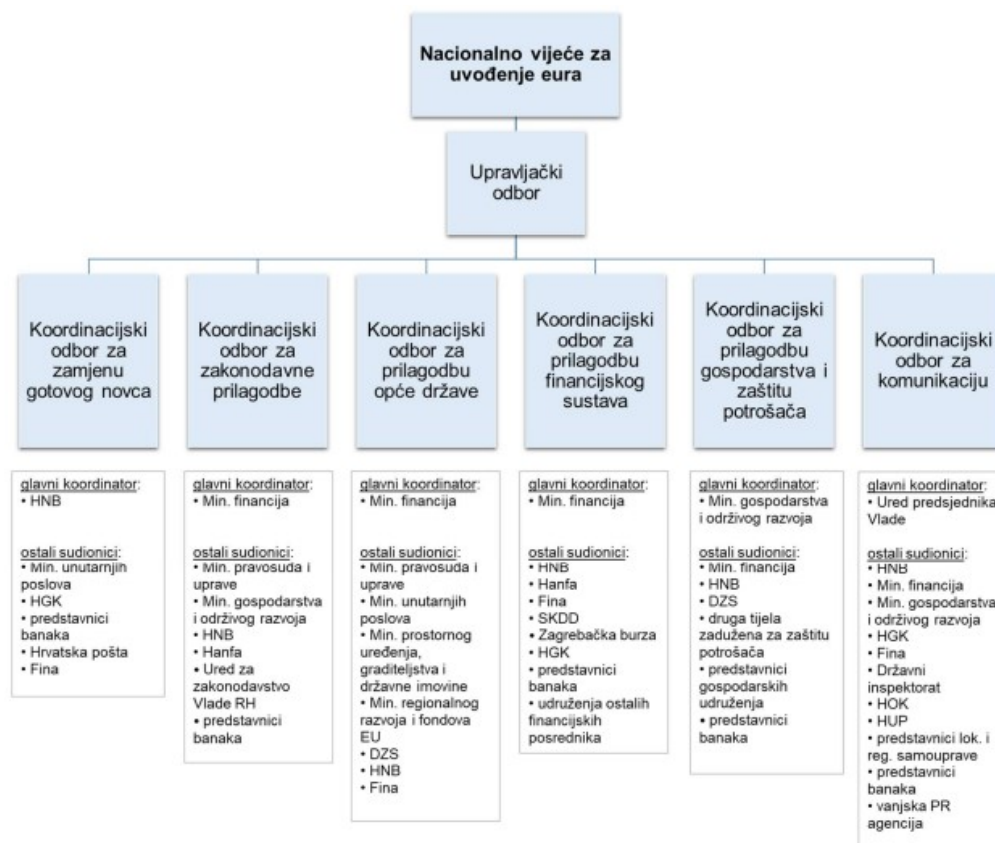 Nacionalno vijeće za
uvođenje eura
Upravljački
odbor
Koordinacijski
odbor za
zamjenu
gotovog novca
Koordinacijski
odbor za
zakonodavne
prilagodbe
Koordinacijski
odbor za
prilagodbu
opće države
Koordinacijski
odbor za
prilagodbu
financijskog
sustava
Koordinacijski
odbor za
prilagodbu
gospodarstva i
zaštitu
potrošača
Koordinacijski
odbor za
komunikaciju
glavni koordinator:
• HNB
ostali sudionici:
• Min. unutarnjih
poslova
• HGK
• predstavnici
banaka
• Hrvatska pošta
• Fina
glavni koordinator:
• Min. financija
ostali sudionici:
• Min. pravosuđa i
uprave
• Min. gospodarstva
i održivog razvoja
• HNB
• Hanfa
• Ured za
zakonodavstvo
Vlade RH
• predstavnici
banaka
glavni koordinator:
• Min. financija
ostali sudionici:
• Min. pravosuđa i
uprave
• Min. unutarnjih
poslova
• Min. prostornog
uređenja,
graditeljstva i
državne imovine
• Min. regionalnog
razvoja i fondova
EU
• DZS
• HNB
• Fina
glavni koordinator:
• Min. financija
ostali sudionici:
• HNB
• Hanfa
• Fina
• SKDD
• Zagrebačka burza
• HGK
• predstavnici
banaka
• udruženja ostalih
financijskih
posrednika
glavni koordinator:
• Min. gospodarstva
i održivog razvoja
ostali sudionici:
• Min. financija
• HNB
• DZS
• druga tijela
zadužena za zaštitu
potrošača
• predstavnici
gospodarskih
udruženja
• predstavnici
banaka
glavni koordinator:
• Ured predsjednika
Vlade
ostali sudionici:
• HNB
• Min. financija
• Min. gospodarstva
i održivog razvoja
• HGK
• Fina
• Državni
inspektorat
• HOK
• HUP
• predstavnici lok. i
reg. samouprave
• predstavnici
banaka
• vanjska PR
agencija